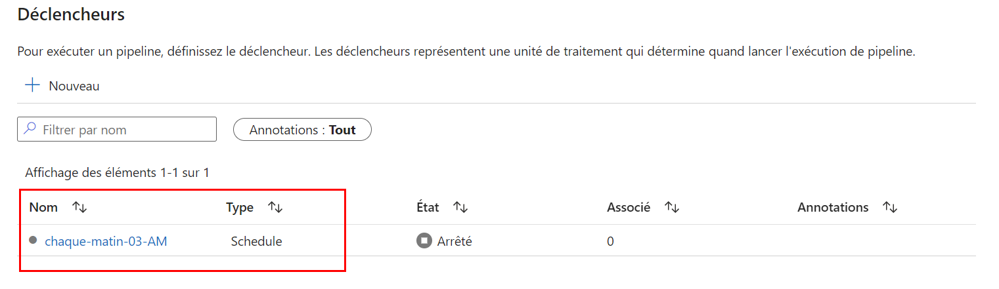 Déclencheurs
Pour exécuter un pipeline, définissez le déclencheur. Les déclencheurs représentent une unité de traitement qui détermine quand lancer l'exécution de pipeline.
Nouveau
Filtrer par nom Annotations : Tout
Affichage des éléments 1-1 sur 1
Nom Type État Associé Annotations
chaque-matin-03-AM Schedule Arrêté 0